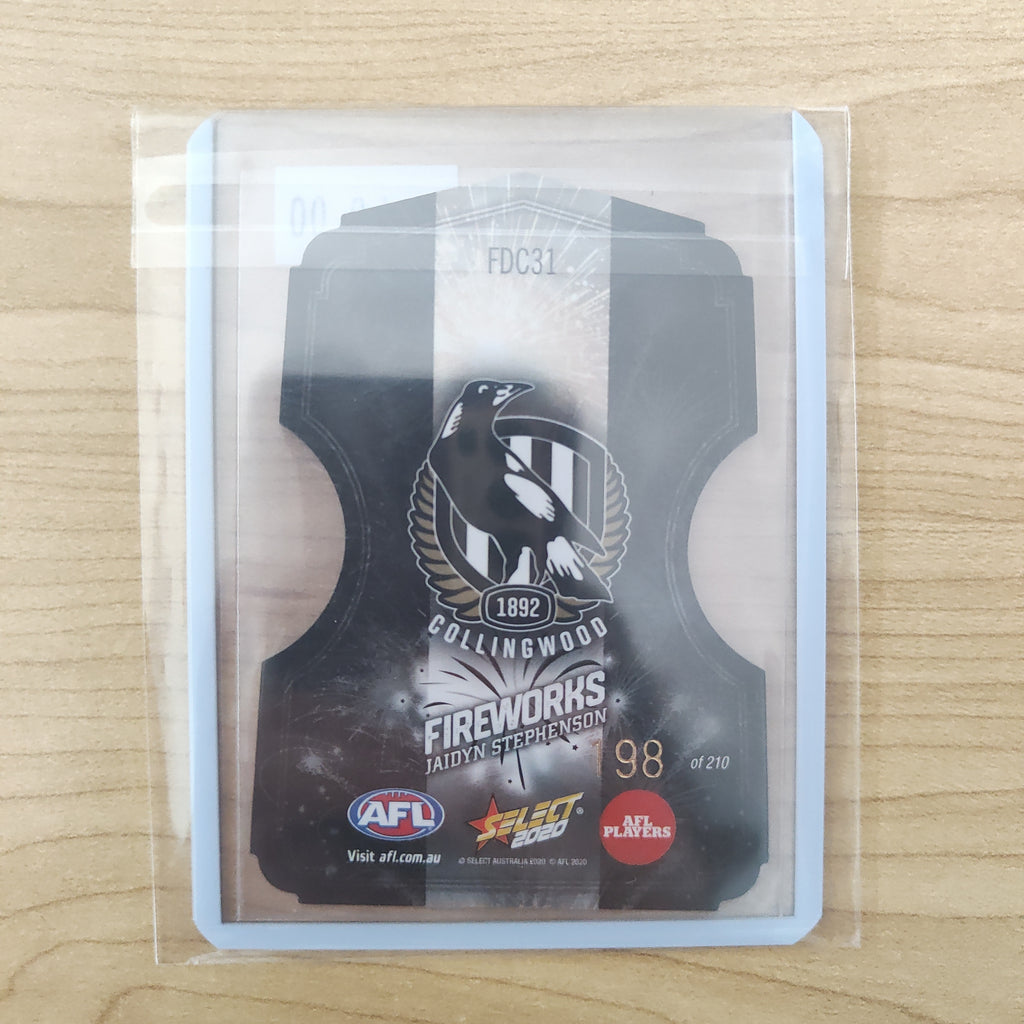 FDC31
1892
COLLINGWOOD
FIREWORKS
JAIDYN STEPHENSON
198 of 210
AFL
SELECT®
2020
AFL
PLAYERS
Visit afl.com.au
© SELECT AUSTRALIA 2020 © AFL 2020